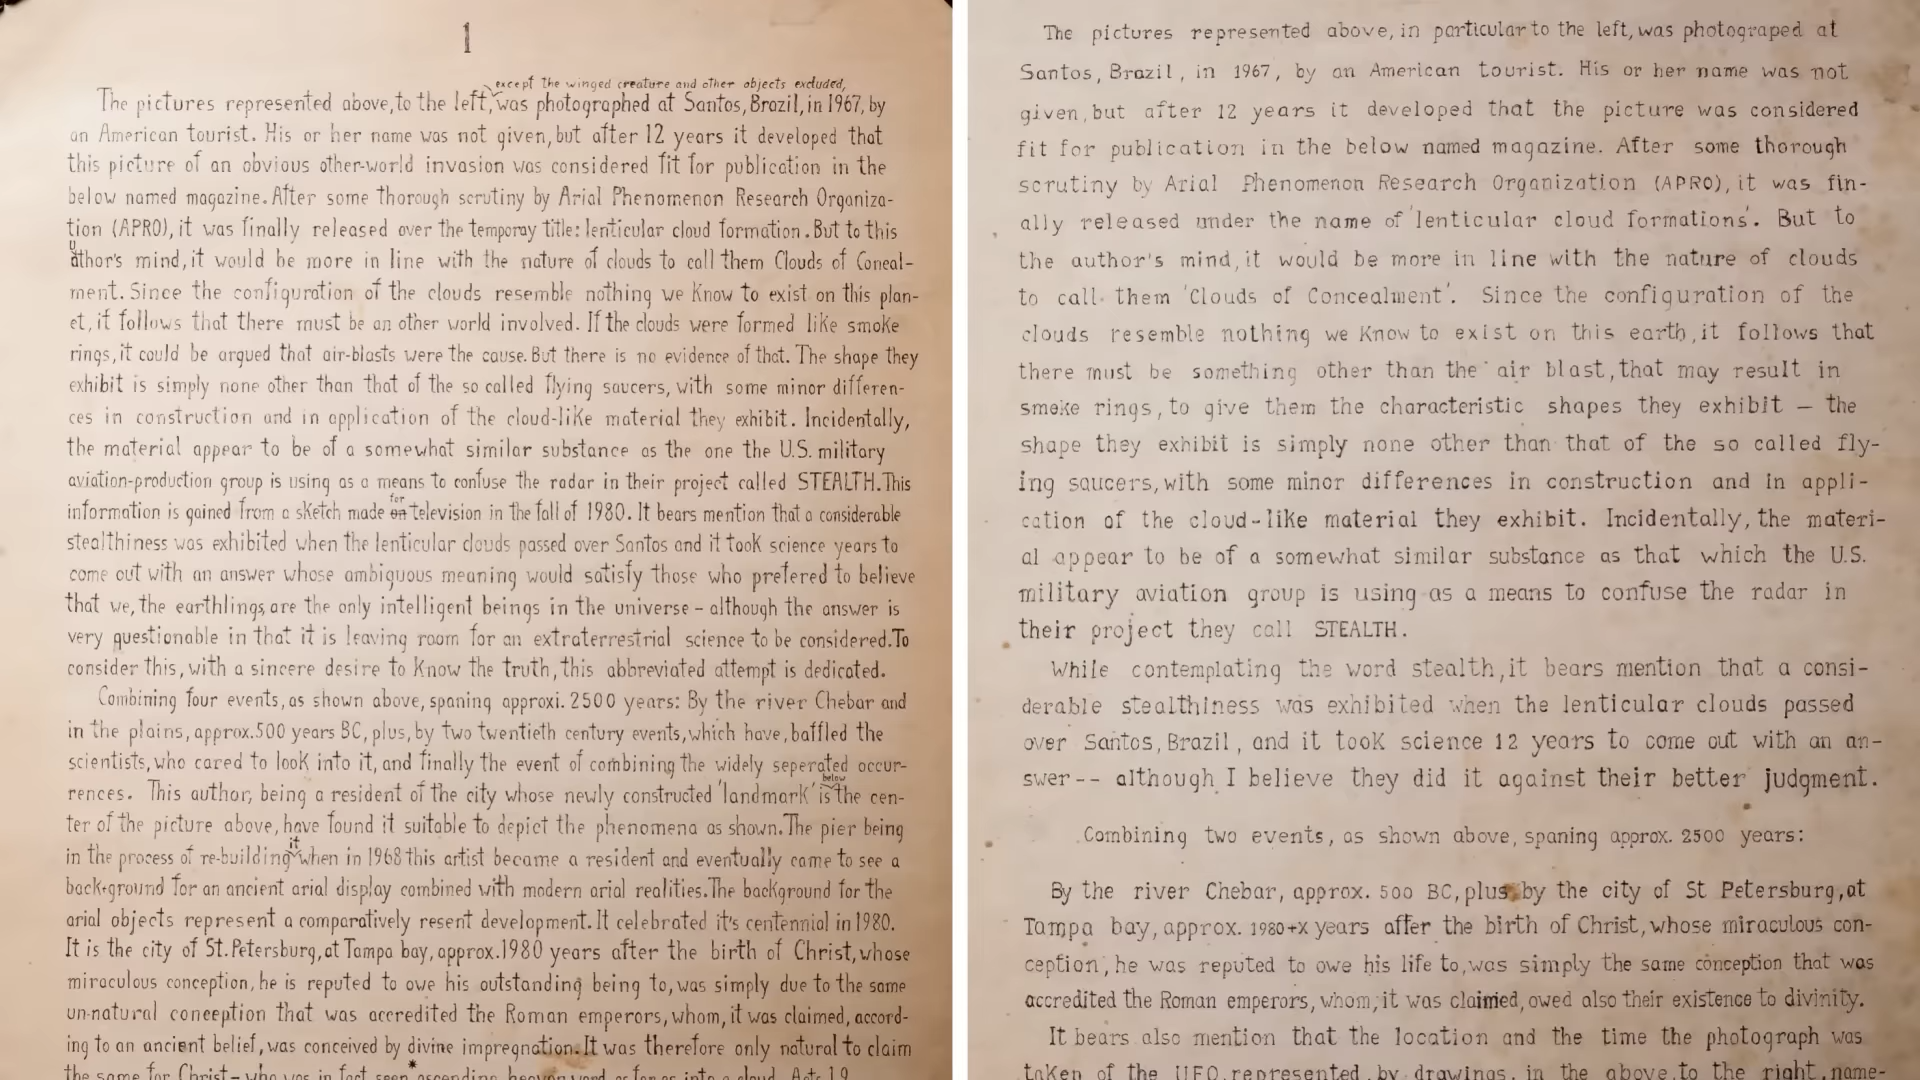 1
except the winged creature and other objects excluded,
The pictures represented above, to the left, was photographed at Santos, Brazil, in 1967, by
an American tourist. His or her name was not given, but after 12 years it developed that
this picture of an obvious other-world invasion was considered fit for publication in the
below named magazine. After some thorough scrutiny by Arial Phenomenon Research Organiza-
tion (APRO), it was finally released over the temporay title: lenticular cloud formation. But to this
author's mind, it would be more in line with the nature of clouds to call them Clouds of Conceal-
ment. Since the configuration of the clouds resemble nothing we Know to exist on this plan-
et, it follows that there must be an other world involved. If the clouds were formed like smoke
rings, it could be argued that air-blasts were the cause. But there is no evidence of that. The shape they
exhibit is simply none other than that of the so called flying saucers, with some minor differen-
ces in construction and in application of the cloud-like material they exhibit. Incidentally,
the material appear to be of a somewhat similar substance as the one the U.S. military
aviation-production group is using as a means to confuse the radar in their project called STEALTH. This
information is gained from a sketch made for television in the fall of 1980. It bears mention that a considerable
stealthiness was exhibited when the lenticular clouds passed over Santos and it took science years to
come out with an answer whose ambiguous meaning would satisfy those who prefered to believe
that we, the earthlings, are the only intelligent beings in the universe - although the answer is
very questionable in that it is leaving room for an extraterrestrial science to be considered. To
consider this, with a sincere desire to Know the truth, this abbreviated attempt is dedicated.
Combining four events, as shown above, spaning approxi. 2500 years: By the river Chebar and
in the plains, approx. 500 years BC, plus, by two twentieth century events, which have, baffled the
scientists, who cared to look into it, and finally the event of combining the widely seperated occur-
rences. This author, being a resident of the city whose newly constructed 'landmark' below is the cen-
ter of the picture above, have found it suitable to depict the phenomena as shown. The pier being
in the process of re-building it when in 1968 this artist became a resident and eventually came to see a
back-ground for an ancient arial display combined with modern arial realities. The background for the
arial objects represent a comparatively resent development. It celebrated it's centennial in 1980.
It is the city of St. Petersburg, at Tampa bay, approx. 1980 years after the birth of Christ, whose
miraculous conception, he is reputed to owe his outstanding being to, was simply due to the same
un-natural conception that was accredited the Roman emperors, whom, it was claimed, accord-
ing to an ancient belief, was conceived by divine impregnation. It was therefore only natural to claim
the same for Christ - who was in fact seen * ascending heavenward as far as into a cloud. Acts 1.9
The pictures represented above, in particular to the left, was photograped at
Santos, Brazil, in 1967, by an American tourist. His or her name was not
given, but after 12 years it developed that the picture was considered
fit for publication in the below named magazine. After some thorough
scrutiny by Arial Phenomenon Research Organization (APRO), it was fin-
ally released under the name of 'lenticular cloud formations'. But to
the author's mind, it would be more in line with the nature of clouds
to call them 'Clouds of Concealment'. Since the configuration of the
clouds resemble nothing we Know to exist on this earth, it follows that
there must be something other than the air blast, that may result in
smoke rings, to give them the characteristic shapes they exhibit — the
shape they exhibit is simply none other than that of the so called fly-
ing saucers, with some minor differences in construction and in appli-
cation of the cloud-like material they exhibit. Incidentally, the materi-
al appear to be of a somewhat similar substance as that which the U.S.
military aviation group is using as a means to confuse the radar in
their project they call STEALTH.
While contemplating the word stealth, it bears mention that a consi-
derable stealthiness was exhibited when the lenticular clouds passed
over Santos, Brazil, and it took science 12 years to come out with an an-
swer -- although I believe they did it against their better judgment.
Combining two events, as shown above, spaning approx. 2500 years:
By the river Chebar, approx. 500 BC, plus, by the city of St Petersburg, at
Tampa bay, approx. 1980+X years after the birth of Christ, whose miraculous con-
ception, he was reputed to owe his life to, was simply the same conception that was
accredited the Roman emperors, whom, it was claimed, owed also their existence to divinity.
It bears also mention that the location and the time the photograph was
taken of the UFO, represented, by drawings, in the above, to the right, name-